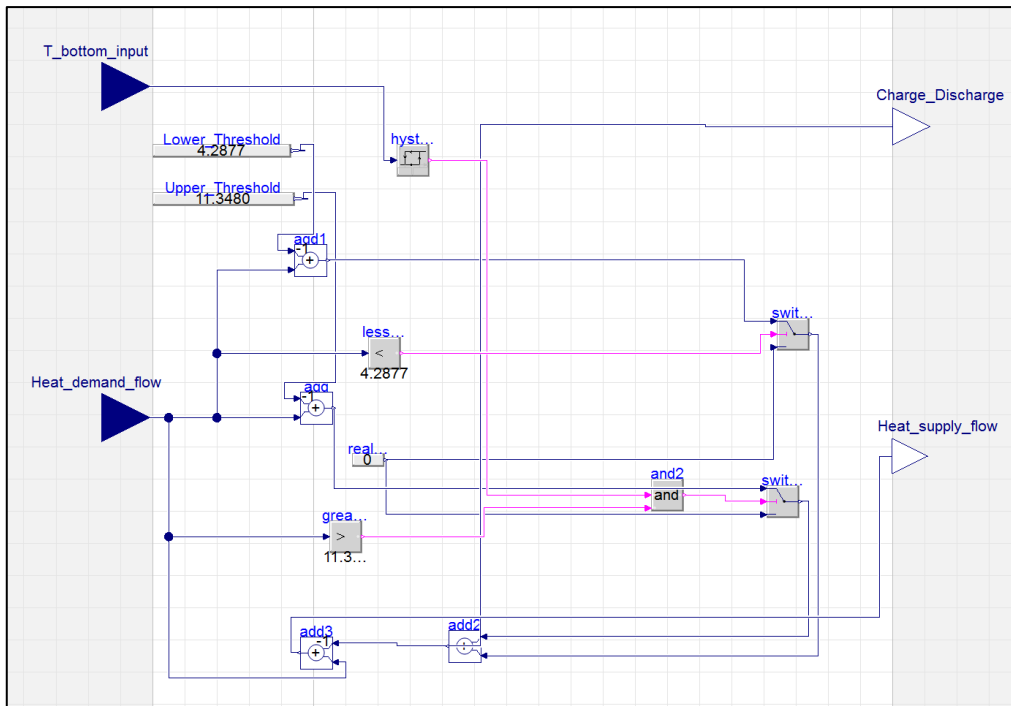 T_bottom_input
Charge_Discharge
Lower_Threshold
4.2877
hyst...
Upper_Threshold
11.3480
add1
-1
+
swit...
less...
<
4.2877
Heat_demand_flow
add
-1
+
Heat_supply_flow
real...
0
and2
and
swit...
grea...
>
11.3...
add3
-1
+
add2
+